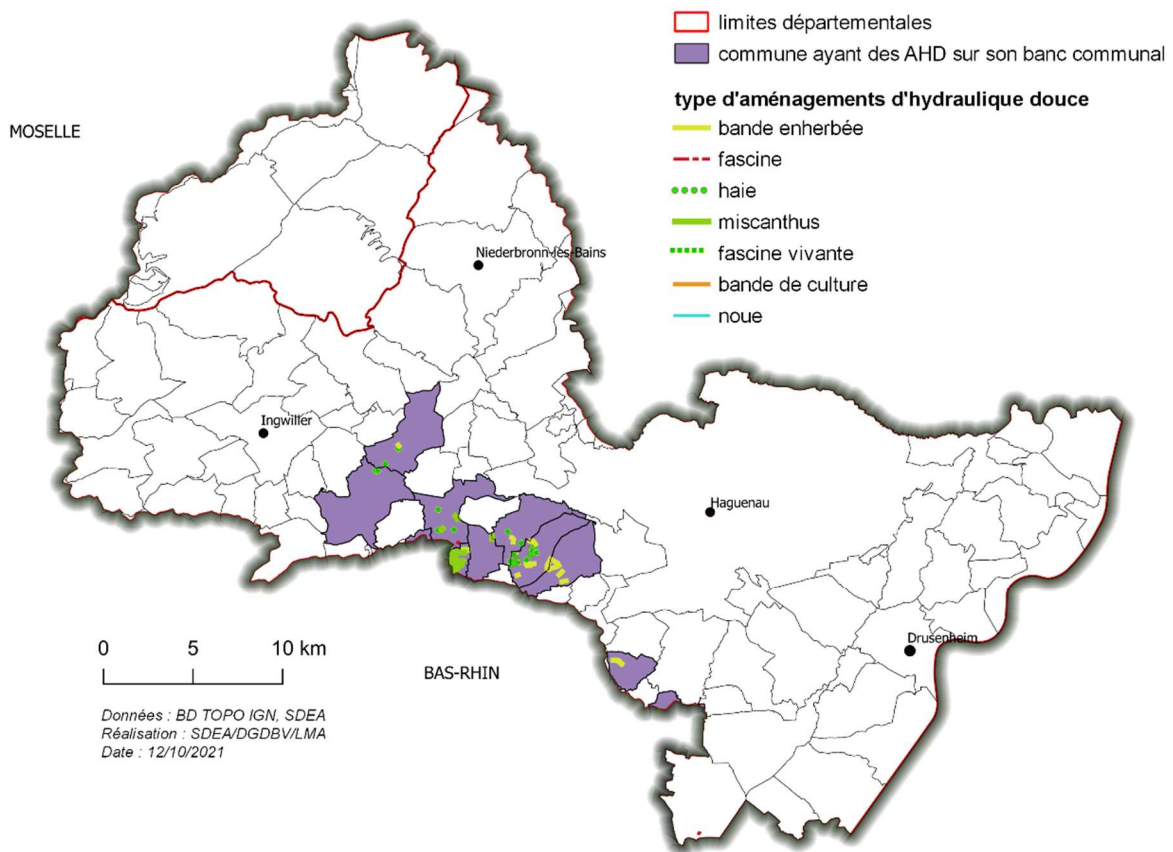 limites départementales
commune ayant des AHD sur son banc communal
type d'aménagements d'hydraulique douce
bande enherbée
fascine
haie
miscanthus
fascine vivante
bande de culture
noue
MOSELLE
Niederbronn-les-Bains
Ingwiller
Haguenau
Drusenheim
BAS-RHIN
0 5 10 km
Données : BD TOPO IGN, SDEA
Réalisation : SDEA/DGDBV/LMA
Date : 12/10/2021